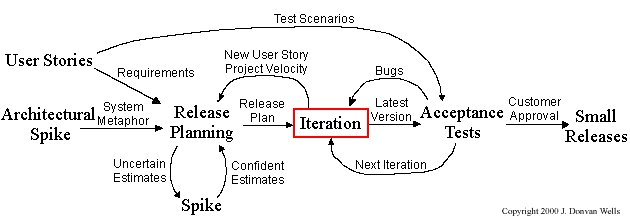 Test Scenarios
User Stories
New User Story
Project Velocity
Bugs
Requirements
Architectural
Spike
System
Metaphor
Release
Planning
Release
Plan
Iteration
Latest
Version
Acceptance
Tests
Customer
Approval
Small
Releases
Uncertain
Estimates
Confident
Estimates
Next Iteration
Spike
Copyright 2000 J. Donvan Wells